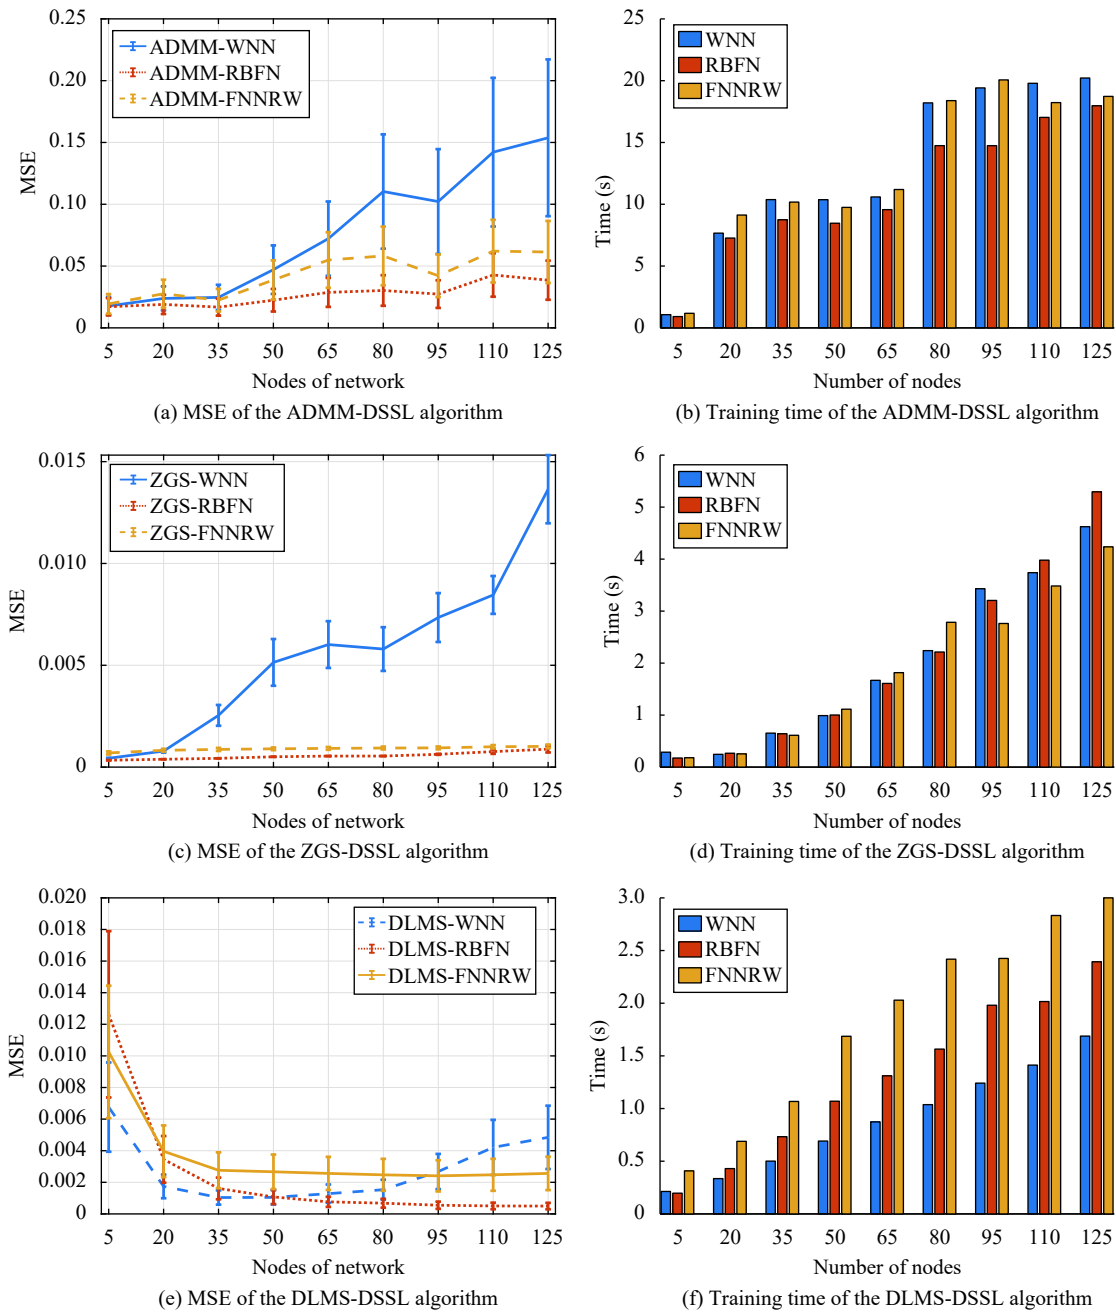 0.25
0.20
0.15
0.10
0.05
0
MSE
ADMM-WNN
ADMM-RBFN
ADMM-FNNRW
5 20 35 50 65 80 95 110 125
Nodes of network
(a) MSE of the ADMM-DSSL algorithm
25
20
15
10
5
0
Time (s)
WNN
RBFN
FNNRW
5 20 35 50 65 80 95 110 125
Number of nodes
(b) Training time of the ADMM-DSSL algorithm
0.015
0.010
0.005
0
MSE
ZGS-WNN
ZGS-RBFN
ZGS-FNNRW
5 20 35 50 65 80 95 110 125
Nodes of network
(c) MSE of the ZGS-DSSL algorithm
6
5
4
3
2
1
0
Time (s)
WNN
RBFN
FNNRW
5 20 35 50 65 80 95 110 125
Number of nodes
(d) Training time of the ZGS-DSSL algorithm
0.020
0.018
0.016
0.014
0.012
0.010
0.008
0.006
0.004
0.002
0
MSE
DLMS-WNN
DLMS-RBFN
DLMS-FNNRW
5 20 35 50 65 80 95 110 125
Nodes of network
(e) MSE of the DLMS-DSSL algorithm
3.0
2.5
2.0
1.5
1.0
0.5
0
Time (s)
WNN
RBFN
FNNRW
5 20 35 50 65 80 95 110 125
Number of nodes
(f) Training time of the DLMS-DSSL algorithm